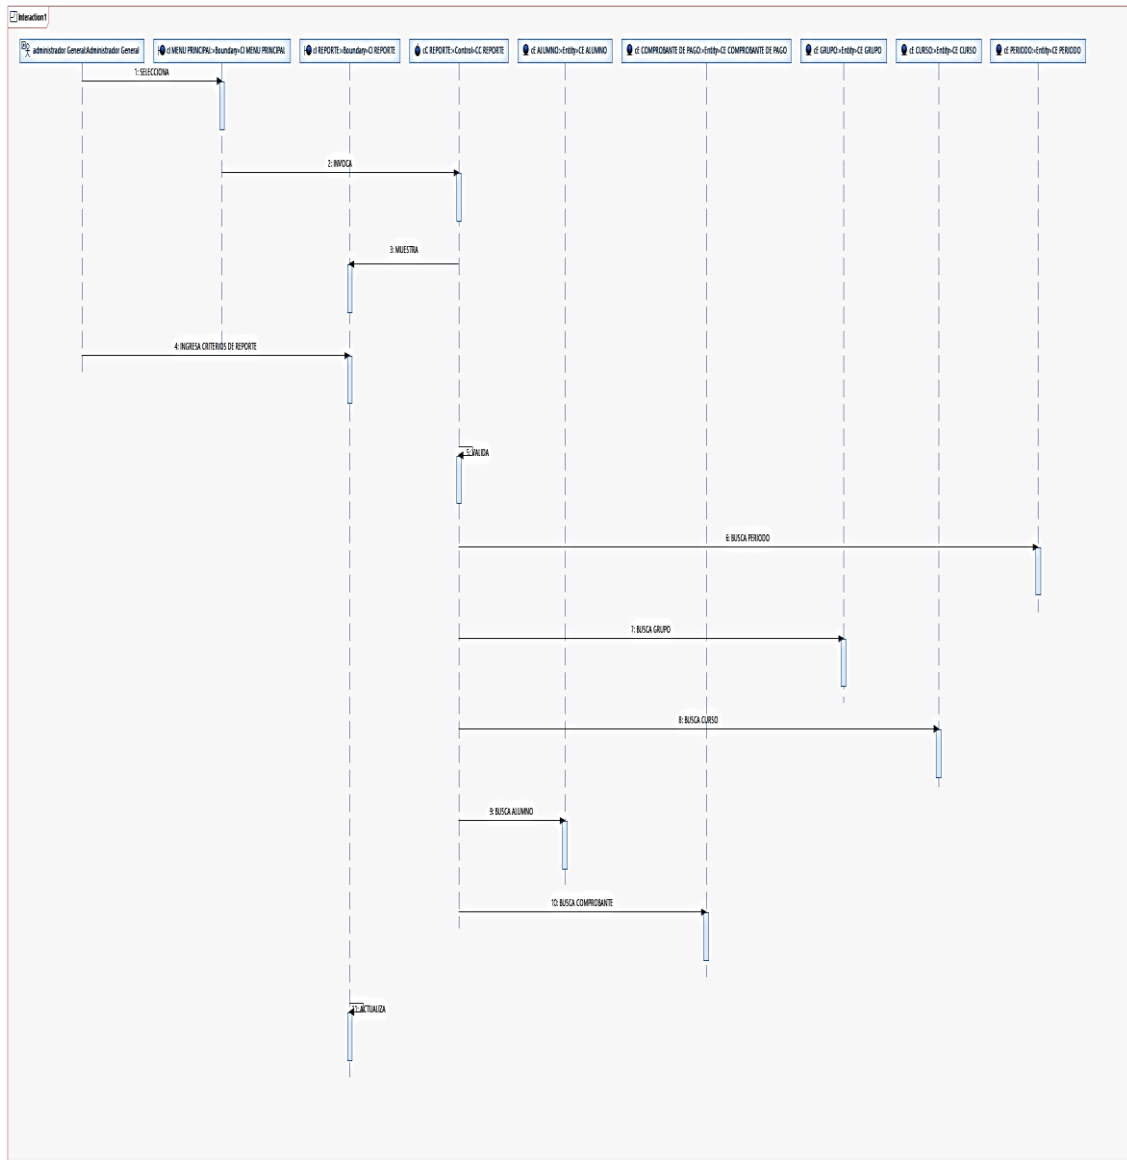 Interaction1
administrador General:Administrador General
cI MENU PRINCIPAL:>Boundary>CI MENU PRINCIPAL
cI REPORTE:>Boundary>CI REPORTE
cC REPORTE:>Control>CC REPORTE
cE ALUMNO:>Entity>CE ALUMNO
cE COMPROBANTE DE PAGO:>Entity>CE COMPROBANTE DE PAGO
cE GRUPO:>Entity>CE GRUPO
cE CURSO:>Entity>CE CURSO
cE PERIODO:>Entity>CE PERIODO
1: SELECCIONA
2: INVOCA
3: MUESTRA
4: INGRESA CRITERIOS DE REPORTE
5: VALIDA
6: BUSCA PERIODO
7: BUSCA GRUPO
8: BUSCA CURSO
9: BUSCA ALUMNO
10: BUSCA COMPROBANTE
11: ACTUALIZA